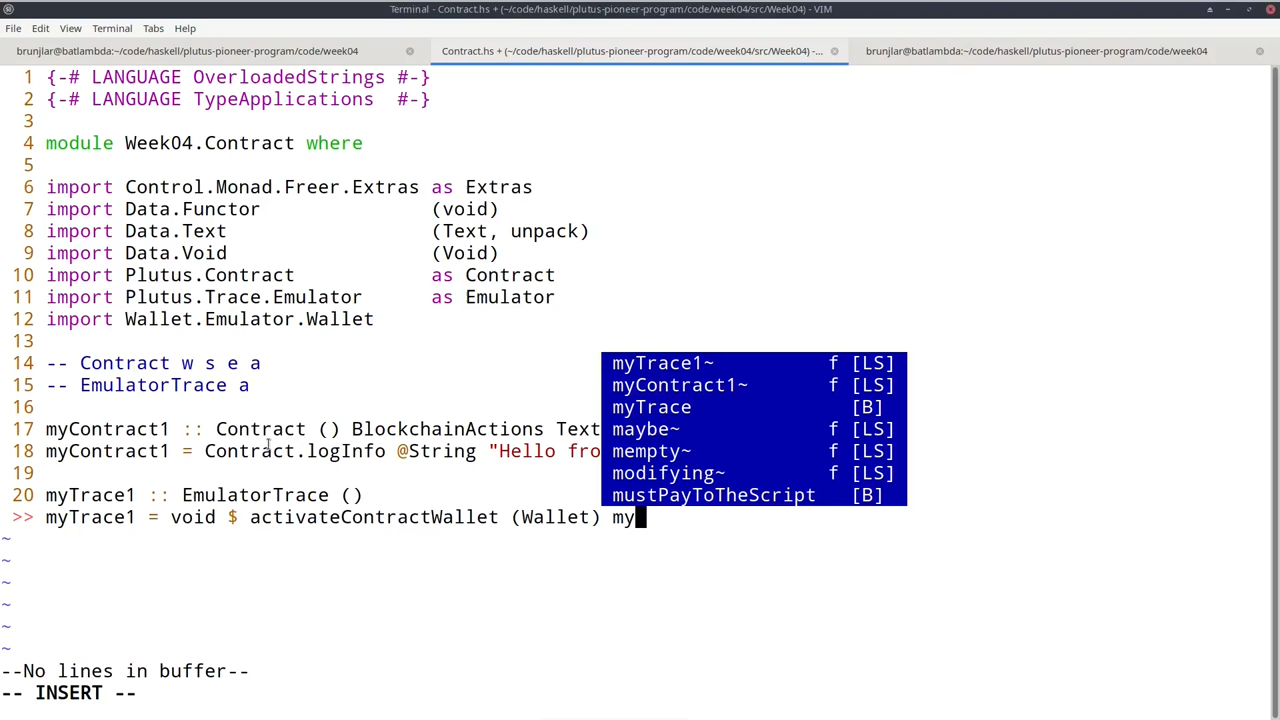 Terminal - Contract.hs + (~/code/haskell/plutus-pioneer-program/code/week04/src/Week04) - VIM
File Edit View Terminal Tabs Help
brunjlar@batlambda:~/code/haskell/plutus-pioneer-program/code/week04 Contract.hs + (~/code/haskell/plutus-pioneer-program/code/week04/src/Week04) -... brunjlar@batlambda:~/code/haskell/plutus-pioneer-program/code/week04
1 {-# LANGUAGE OverloadedStrings #-}
2 {-# LANGUAGE TypeApplications  #-}
3
4 module Week04.Contract where
5
6 import Control.Monad.Freer.Extras as Extras
7 import Data.Functor               (void)
8 import Data.Text                  (Text, unpack)
9 import Data.Void                  (Void)
10 import Plutus.Contract            as Contract
11 import Plutus.Trace.Emulator      as Emulator
12 import Wallet.Emulator.Wallet
13
14 -- Contract w s e a
15 -- EmulatorTrace a
16
17 myContract1 :: Contract () BlockchainActions Text
18 myContract1 = Contract.logInfo @String "Hello fro
19
20 myTrace1 :: EmulatorTrace ()
>> myTrace1 = void $ activateContractWallet (Wallet) my
myTrace1~ f [LS]
myContract1~ f [LS]
myTrace [B]
maybe~ f [LS]
mempty~ f [LS]
modifying~ f [LS]
mustPayToTheScript [B]
~
~
~
~
~
~
--No lines in buffer--
-- INSERT --